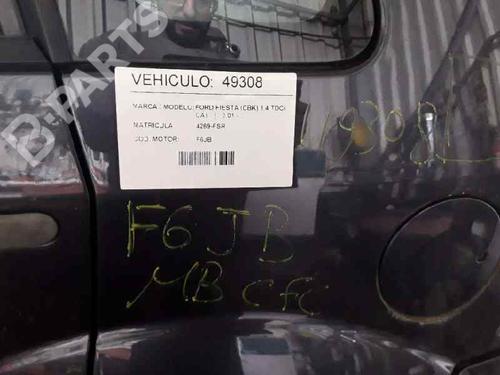 B-PARTS
VEHICULO: 49308
MARCA / MODELO: FORD FIESTA (CBK) 1.4 TDCi
MATRICULA 4269-FSR
COD. MOTOR: F6JB
F6JB
MB CFC